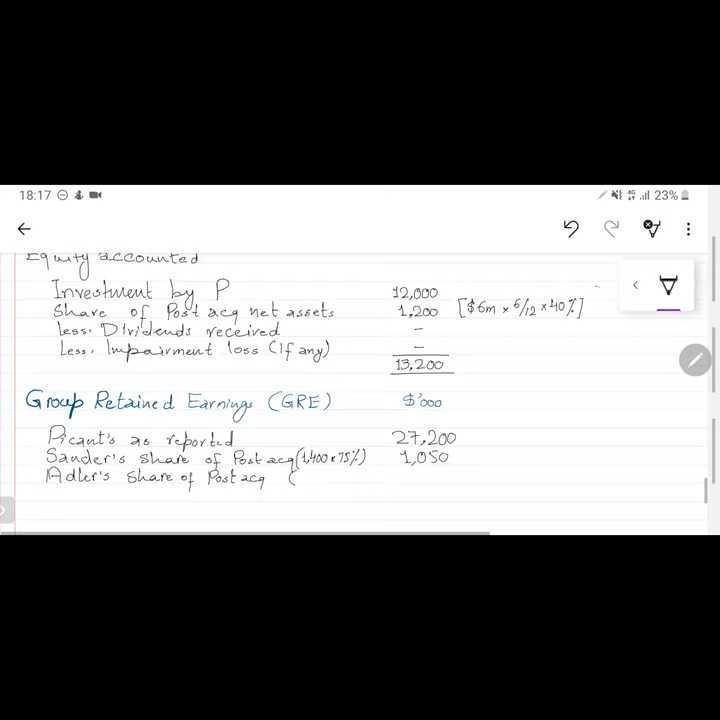 18:17 4G 23%
Equity accounted
Investment by P 12,000
Share of Post acq net assets 1,200 [$6m × 6/12 × 40%]
less. Dividends received -
Less. Impairment loss (If any) -
13,200
Group Retained Earnings (GRE) $'000
Picant's as reported 27,200
Sander's share of Post acq (1,400 × 75%) 1,050
Adler's share of Post acq (